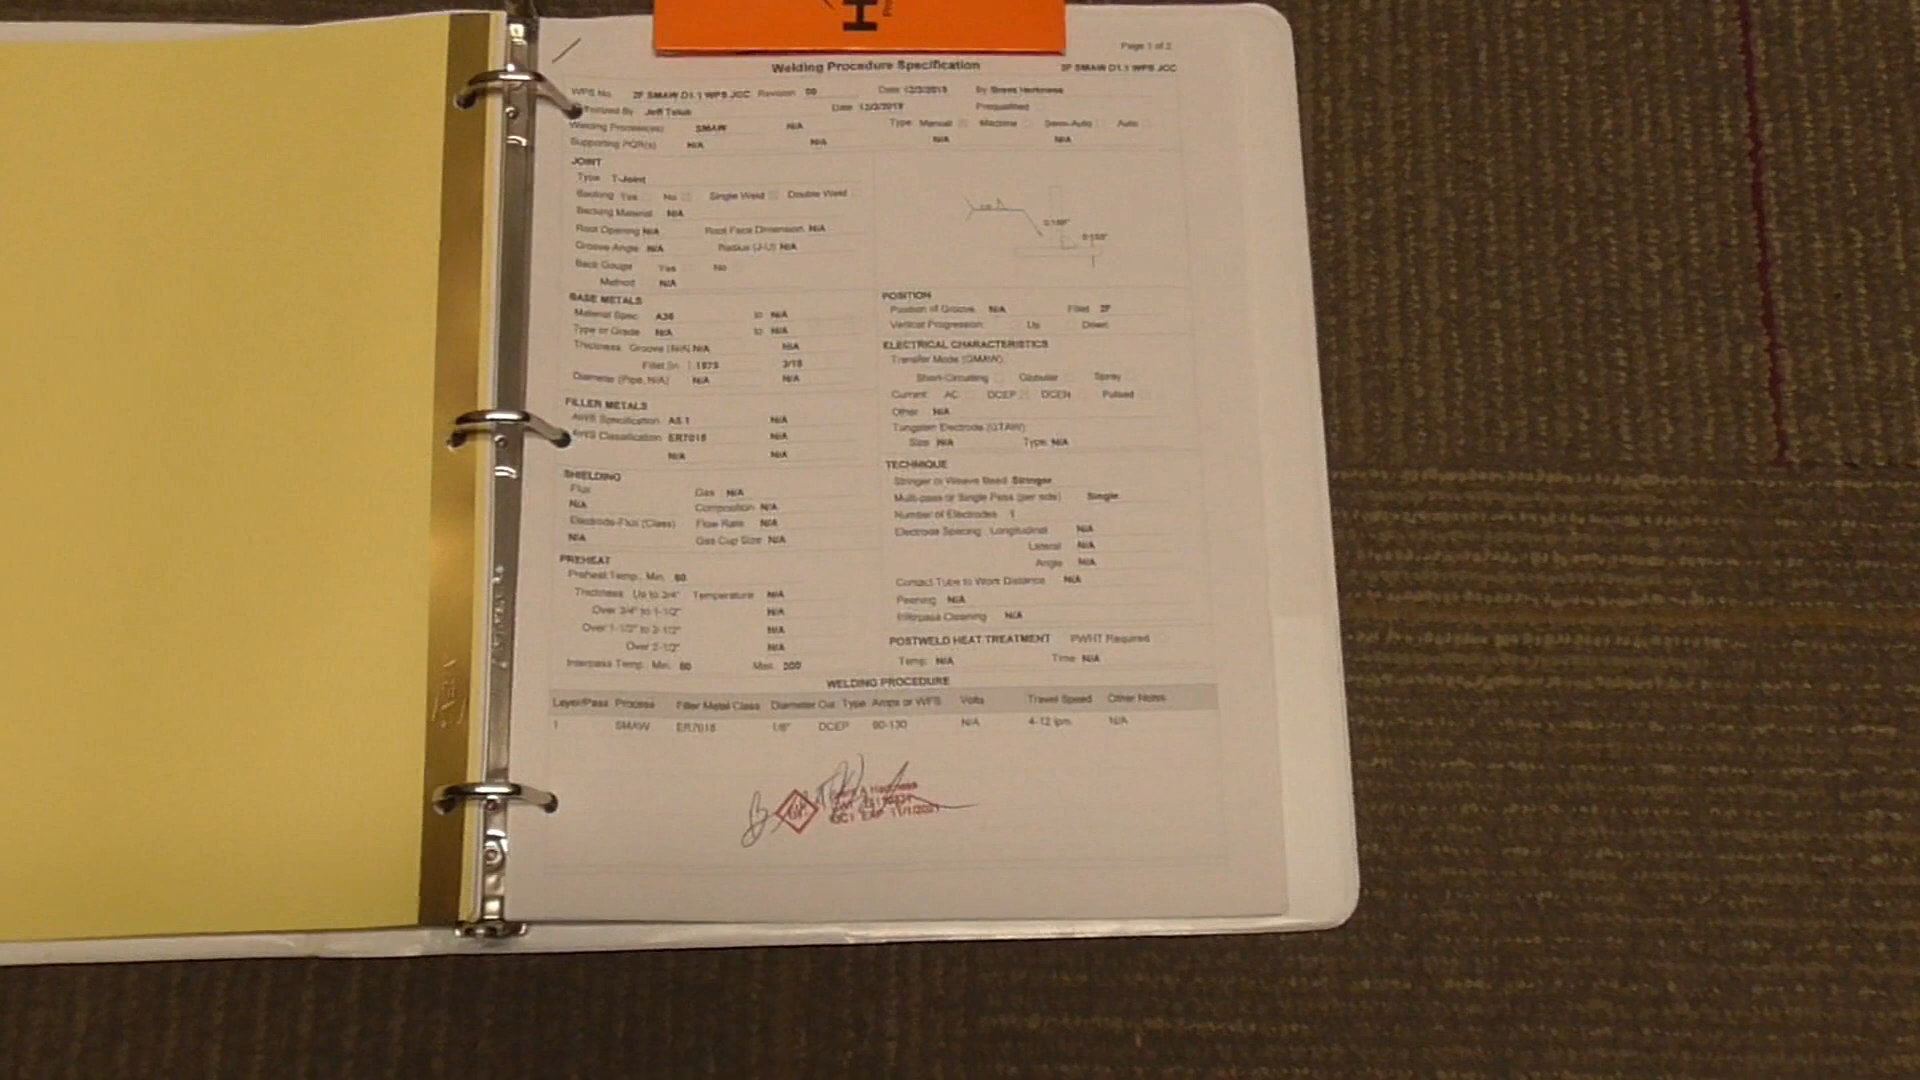 H
Page 1 of 2
Welding Procedure Specification 2F SMAW D1.1 WPS JCC
WPS No. 2F SMAW D1.1 WPS JCC Revision 00 Date 12/3/2019 By
By Jeff Date 12/3/2019 Prequalified
Welding Process(es) SMAW N/A Type: Manual Machine Semi-Auto Auto
Supporting PQR(s) N/A N/A N/A N/A
JOINT
Type T-Joint
Backing Yes No Single Weld Double Weld
Backing Material N/A
Root Opening N/A Root Face Dimension N/A
Groove Angle N/A Radius (J-U) N/A
Back Gouge Yes No
Method N/A
BASE METALS
Material Spec. A36 to N/A
Type or Grade N/A to N/A
Thickness: Groove (N/A) N/A N/A
Fillet (in.) .1875 3/16
Diameter (Pipe, N/A) N/A N/A
FILLER METALS
AWS Specification A5.1 N/A
AWS Classification ER7018 N/A
N/A N/A
SHIELDING
Flux Gas N/A
N/A Composition N/A
Electrode-Flux (Class) Flow Rate N/A
N/A Gas Cup Size N/A
PREHEAT
Preheat Temp., Min. 60
Thickness Up to 3/4" Temperature N/A
Over 3/4" to 1-1/2" N/A
Over 1-1/2" to 2-1/2" N/A
Over 2-1/2" N/A
Interpass Temp., Min. 60 Max.
POSITION
Position of Groove N/A Fillet 2F
Vertical Progression: Up Down
ELECTRICAL CHARACTERISTICS
Transfer Mode (GMAW):
Short-Circuiting Globular Spray
Current: AC DCEP DCEN Pulsed
Other N/A
Tungsten Electrode (GTAW):
Size N/A Type N/A
TECHNIQUE
Stringer or Weave Bead Stringer
Multi-pass or Single Pass (per side) Single
Number of Electrodes 1
Electrode Spacing: Longitudinal N/A
Lateral N/A
Angle N/A
Contact Tube to Work Distance N/A
Peening N/A
Interpass Cleaning N/A
POSTWELD HEAT TREATMENT PWHT Required
Temp. N/A Time N/A
WELDING PROCEDURE
Layer/Pass Process Filler Metal Class Diameter Cur. Type Amps or WFS Volts Travel Speed Other Notes
1 SMAW ER7018 1/8" DCEP 90-130 N/A 4-12 ipm N/A
QC1 EXP 11/1/2021